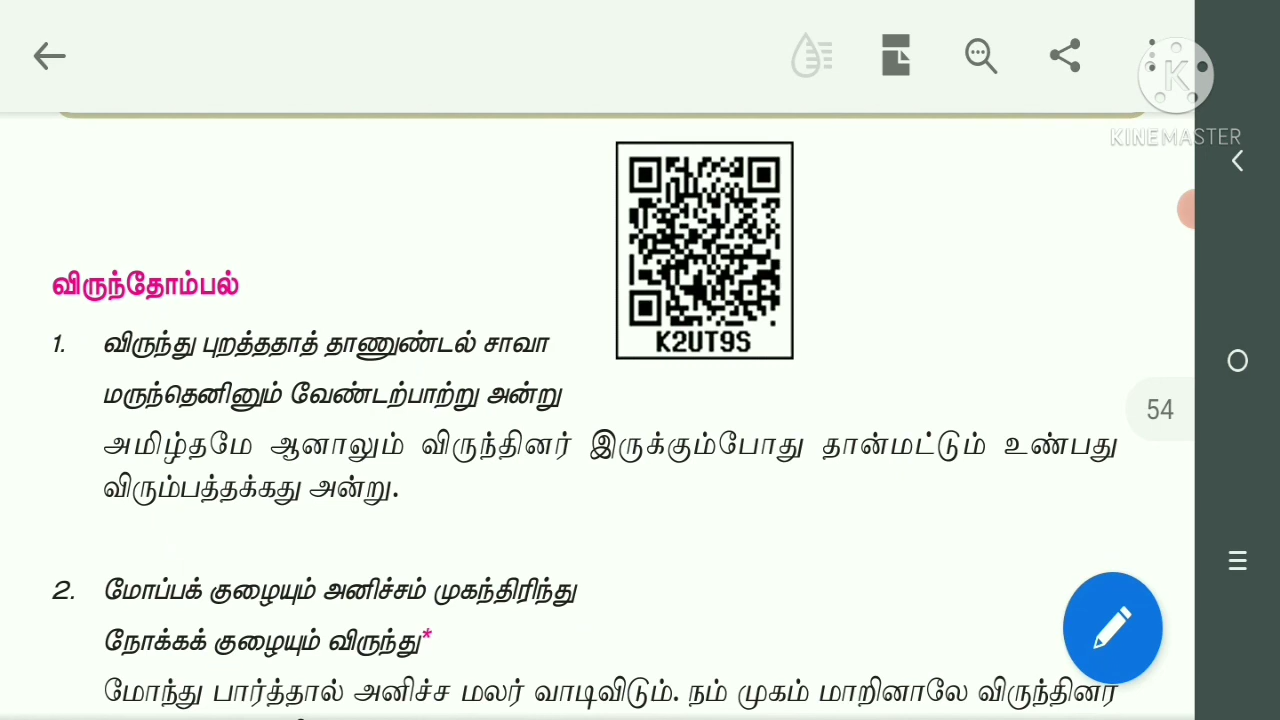 KINEMASTER
K2UT9S
விருந்தோம்பல்
1. விருந்து புறத்ததாத் தாணுண்டல் சாவா
மருந்தெனினும் வேண்டற்பாற்று அன்று
54
அமிழ்தமே ஆனாலும் விருந்தினர் இருக்கும்போது தான்மட்டும் உண்பது
விரும்பத்தக்கது அன்று.
2. மோப்பக் குழையும் அனிச்சம் முகந்திரிந்து
நோக்கக் குழையும் விருந்து*
மோந்து பார்த்தால் அனிச்ச மலர் வாடிவிடும். நம் முகம் மாறினாலே விருந்தினர்